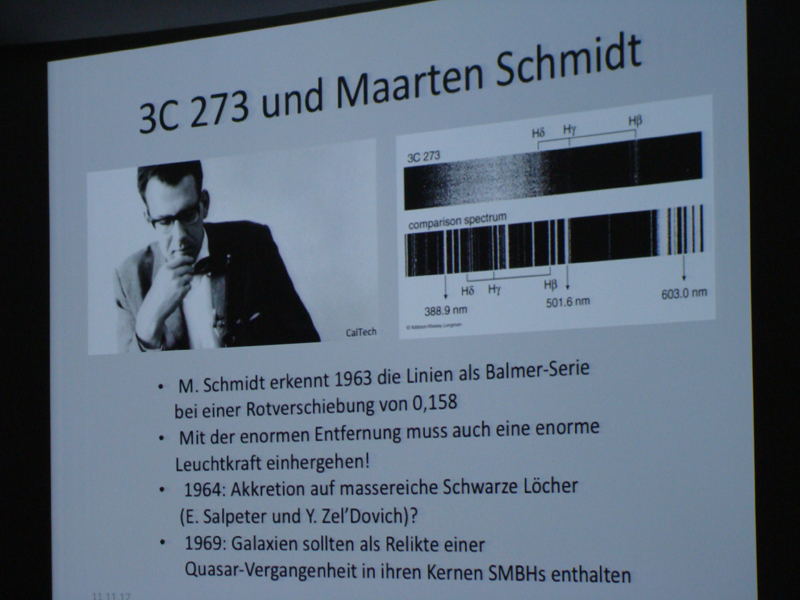 3C 273 und Maarten Schmidt
CalTech
3C 273
Hδ Hγ Hβ
comparison spectrum
Hδ Hγ Hβ
388.9 nm 501.6 nm 603.0 nm
• M. Schmidt erkennt 1963 die Linien als Balmer-Serie
bei einer Rotverschiebung von 0,158
• Mit der enormen Entfernung muss auch eine enorme
Leuchtkraft einhergehen!
• 1964: Akkretion auf massereiche Schwarze Löcher
(E. Salpeter und Y. Zel'Dovich)?
• 1969: Galaxien sollten als Relikte einer
Quasar-Vergangenheit in ihren Kernen SMBHs enthalten
11.11.17